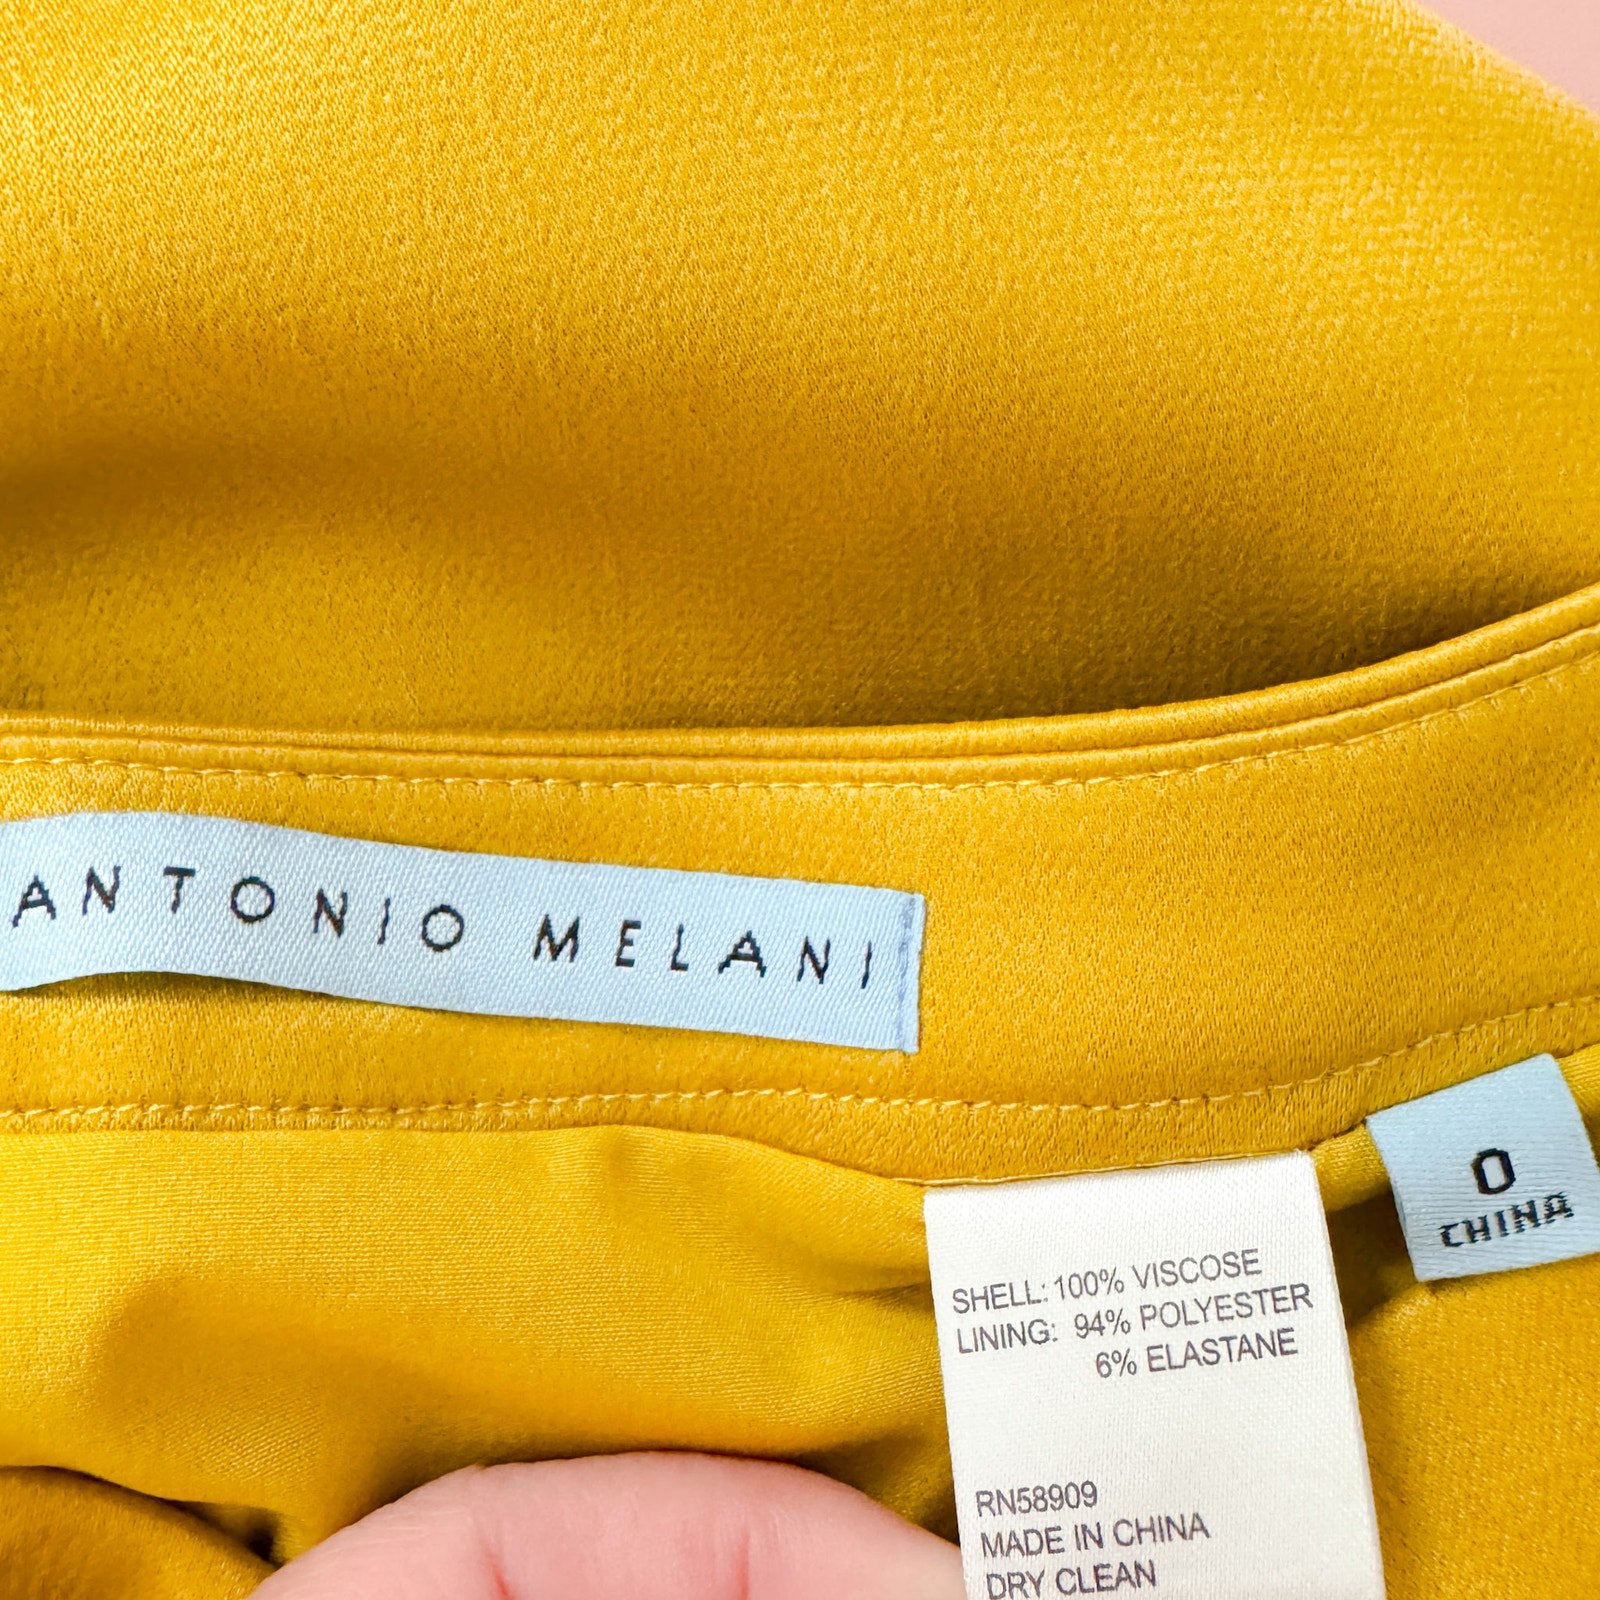 ANTONIO MELANI
0
CHINA
SHELL: 100% VISCOSE
LINING: 94% POLYESTER
6% ELASTANE
RN58909
MADE IN CHINA
DRY CLEAN